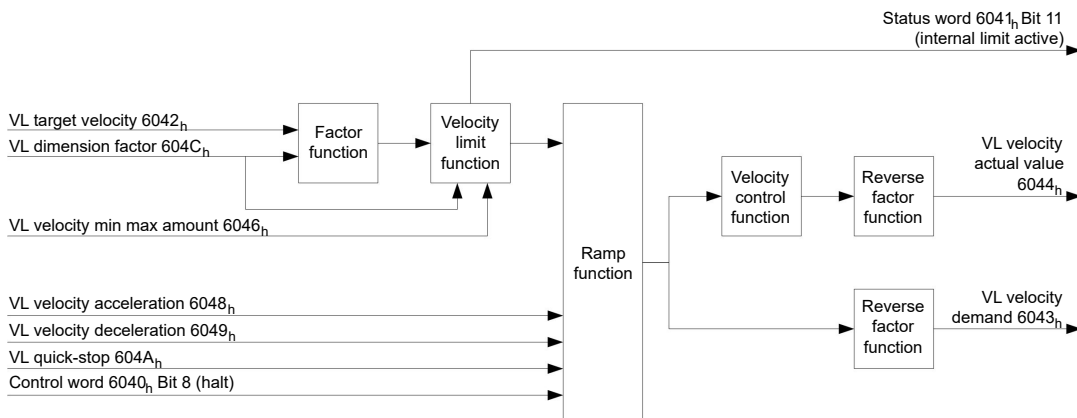 Status word 6041h Bit 11
(internal limit active)
VL target velocity 6042h
VL dimension factor 604Ch
Factor
function
Velocity
limit
function
VL velocity min max amount 6046h
Velocity
control
function
Reverse
factor
function
VL velocity
actual value
6044h
Ramp
function
VL velocity acceleration 6048h
VL velocity deceleration 6049h
VL quick-stop 604Ah
Control word 6040h Bit 8 (halt)
Reverse
factor
function
VL velocity
demand 6043h